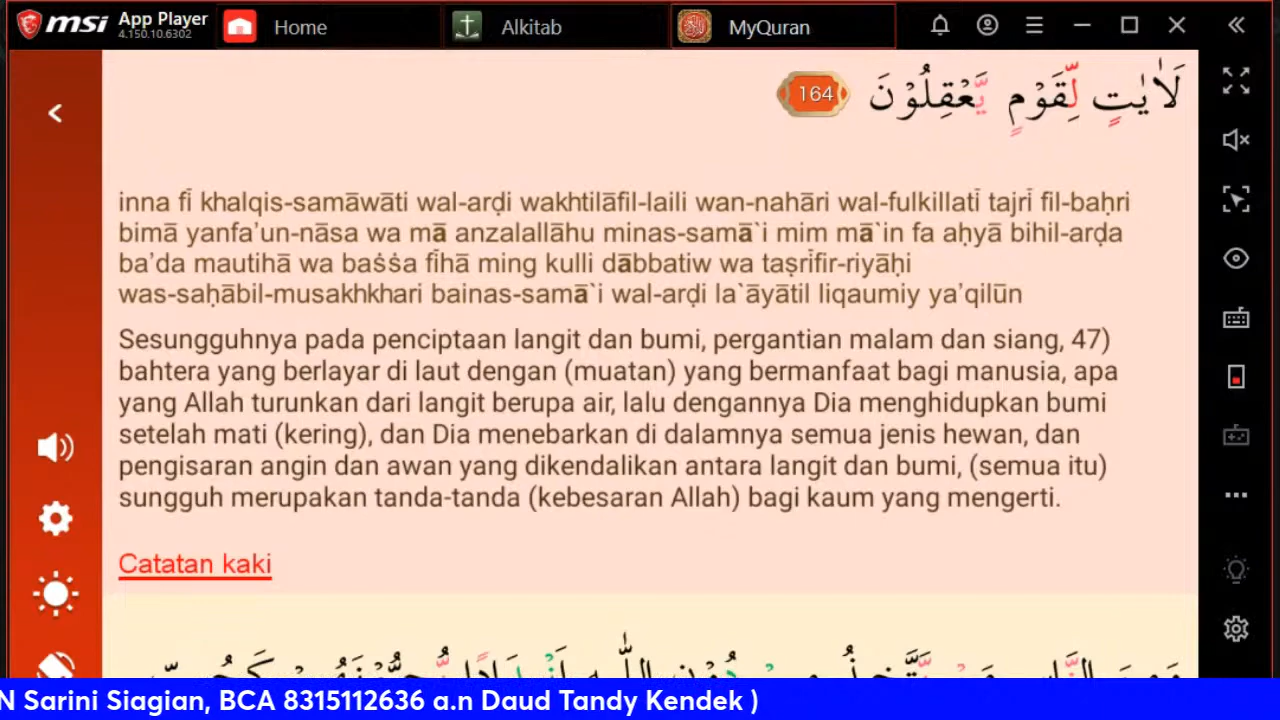 msi App Player
4.150.10.6302
Home
Alkitab
MyQuran
لَاٰيٰتٍ لِّقَوْمٍ يَّعْقِلُوْنَ 164
inna fī khalqis-samāwāti wal-arḍi wakhtilāfil-laili wan-nahāri wal-fulkillatī tajrī fil-baḥri
bimā yanfa’un-nāsa wa mā anzalallāhu minas-samā`i mim mā`in fa aḥyā bihil-arḍa
ba’da mautihā wa baṡṡa fīhā ming kulli dābbatiw wa taṣrīfir-riyāḥi
was-saḥābil-musakhkhari bainas-samā`i wal-arḍi la`āyātil liqaumiy ya’qilūn
Sesungguhnya pada penciptaan langit dan bumi, pergantian malam dan siang, 47)
bahtera yang berlayar di laut dengan (muatan) yang bermanfaat bagi manusia, apa
yang Allah turunkan dari langit berupa air, lalu dengannya Dia menghidupkan bumi
setelah mati (kering), dan Dia menebarkan di dalamnya semua jenis hewan, dan
pengisaran angin dan awan yang dikendalikan antara langit dan bumi, (semua itu)
sungguh merupakan tanda-tanda (kebesaran Allah) bagi kaum yang mengerti.
Catatan kaki
N Sarini Siagian, BCA 8315112636 a.n Daud Tandy Kendek )